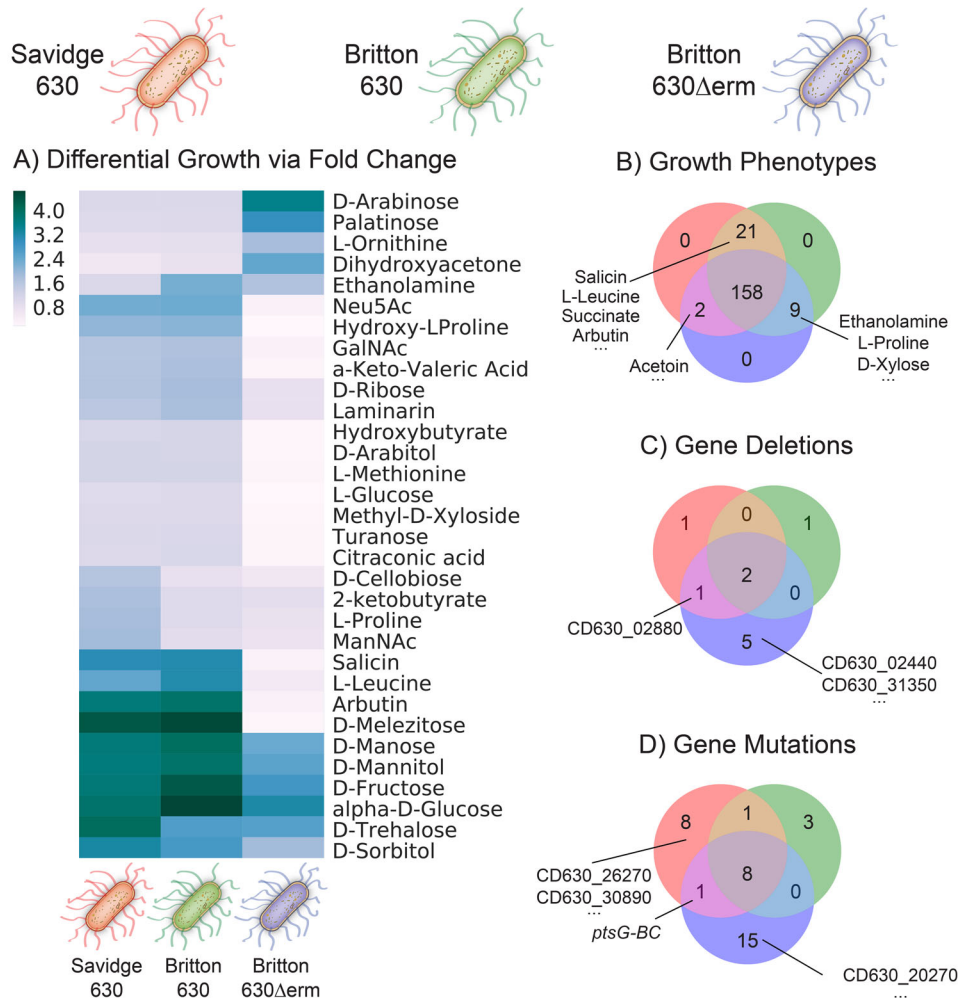 Savidge
630
Britton
630
Britton
630Δerm
A) Differential Growth via Fold Change
4.0
3.2
2.4
1.6
0.8
D-Arabinose
Palatinose
L-Ornithine
Dihydroxyacetone
Ethanolamine
Neu5Ac
Hydroxy-LProline
GalNAc
a-Keto-Valeric Acid
D-Ribose
Laminarin
Hydroxybutyrate
D-Arabitol
L-Methionine
L-Glucose
Methyl-D-Xyloside
Turanose
Citraconic acid
D-Cellobiose
2-ketobutyrate
L-Proline
ManNAc
Salicin
L-Leucine
Arbutin
D-Melezitose
D-Manose
D-Mannitol
D-Fructose
alpha-D-Glucose
D-Trehalose
D-Sorbitol
Savidge
630
Britton
630
Britton
630Δerm
B) Growth Phenotypes
0
21
0
158
2
9
0
Salicin
L-Leucine
Succinate
Arbutin
...
Acetoin
...
Ethanolamine
L-Proline
D-Xylose
...
C) Gene Deletions
1
0
1
2
1
0
5
CD630_02880
CD630_02440
CD630_31350
...
D) Gene Mutations
8
1
3
8
1
0
15
CD630_26270
CD630_30890
...
ptsG-BC
CD630_20270
...